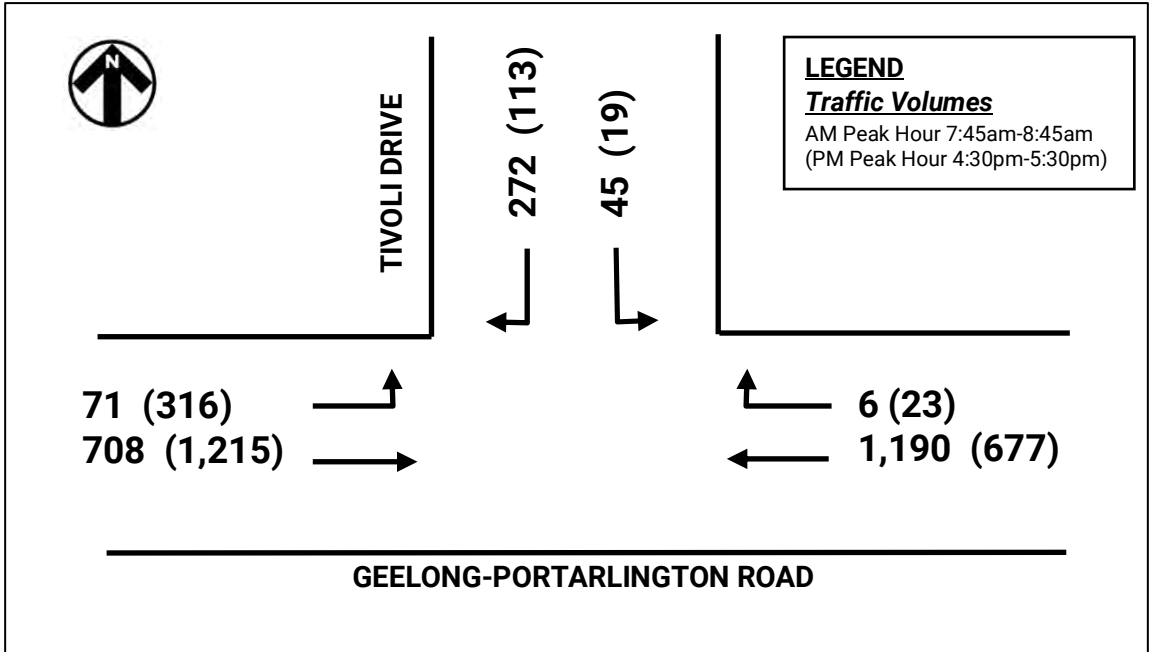 N
LEGEND
Traffic Volumes
AM Peak Hour 7:45am-8:45am
(PM Peak Hour 4:30pm-5:30pm)
TIVOLI DRIVE
272 (113)
45 (19)
71 (316)
708 (1,215)
6 (23)
1,190 (677)
GEELONG-PORTARLINGTON ROAD